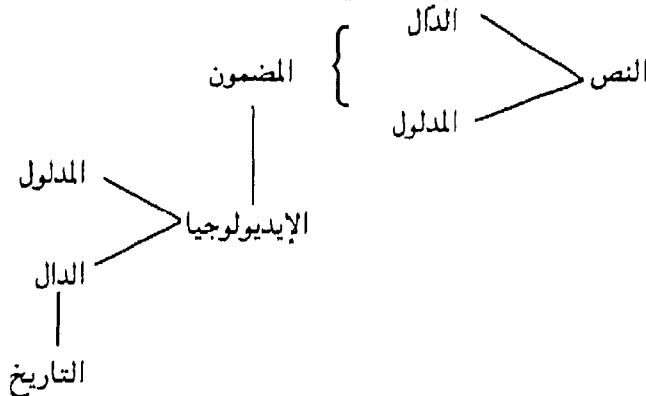 الدال
النص
المضمون
المدلول
المدلول
الإيديولوجيا
الدال
التاريخ